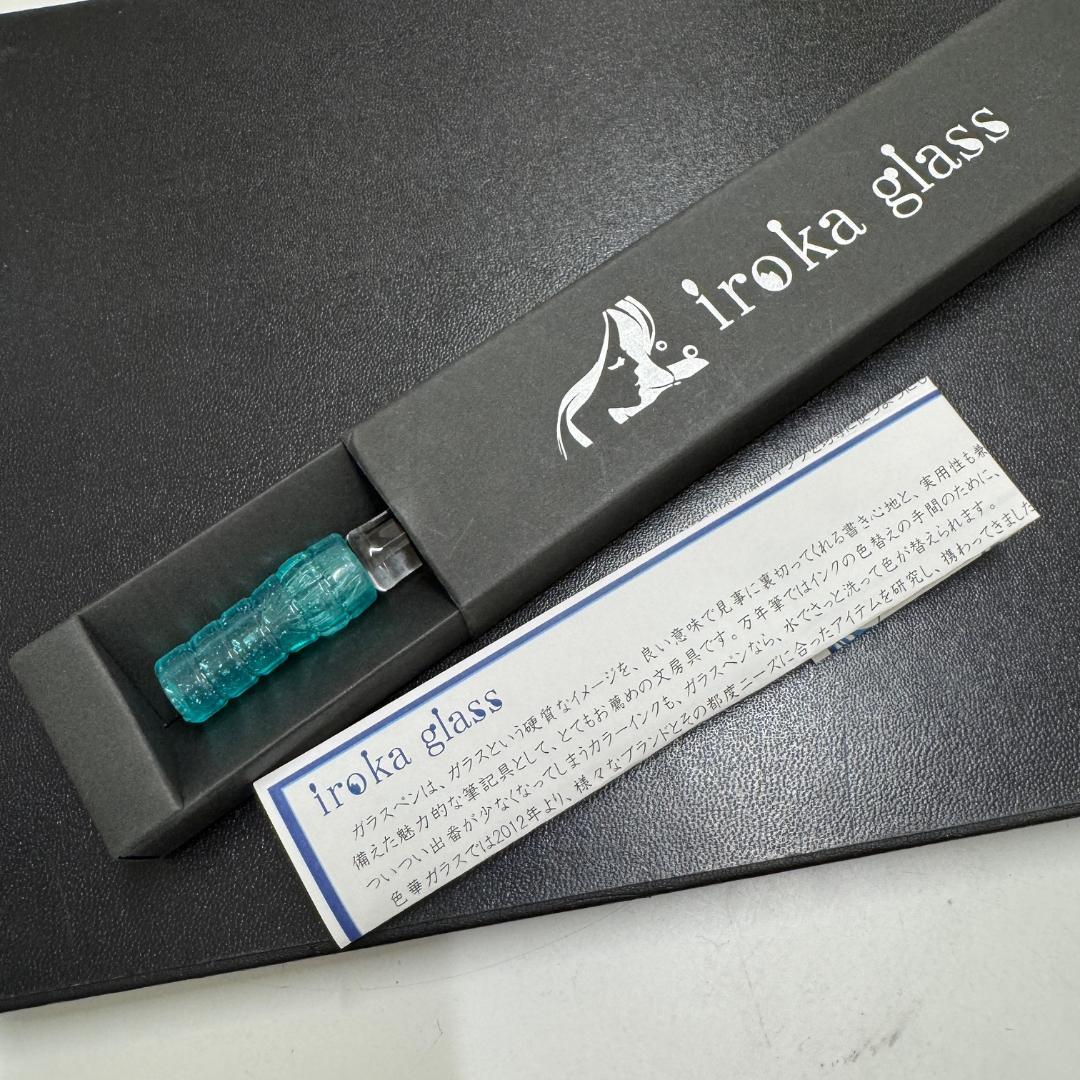 iroka glass
iroka glass
ガラスペンは、ガラスという硬質なイメージを、良い意味で見事に裏切ってくれる書き心地と、実用性も兼
備えた魅力的な筆記具として、とてもお薦めの文房具です。万年筆ではインクの色替えの手間のために、
ついつい出番が少なくなってしまうカラーインクも、ガラスペンなら、水でさっと洗って色が替えられます。
色華ガラスでは2012年より、様々なブランドとその都度ニーズに合ったアイテムを研究し、携わってきました